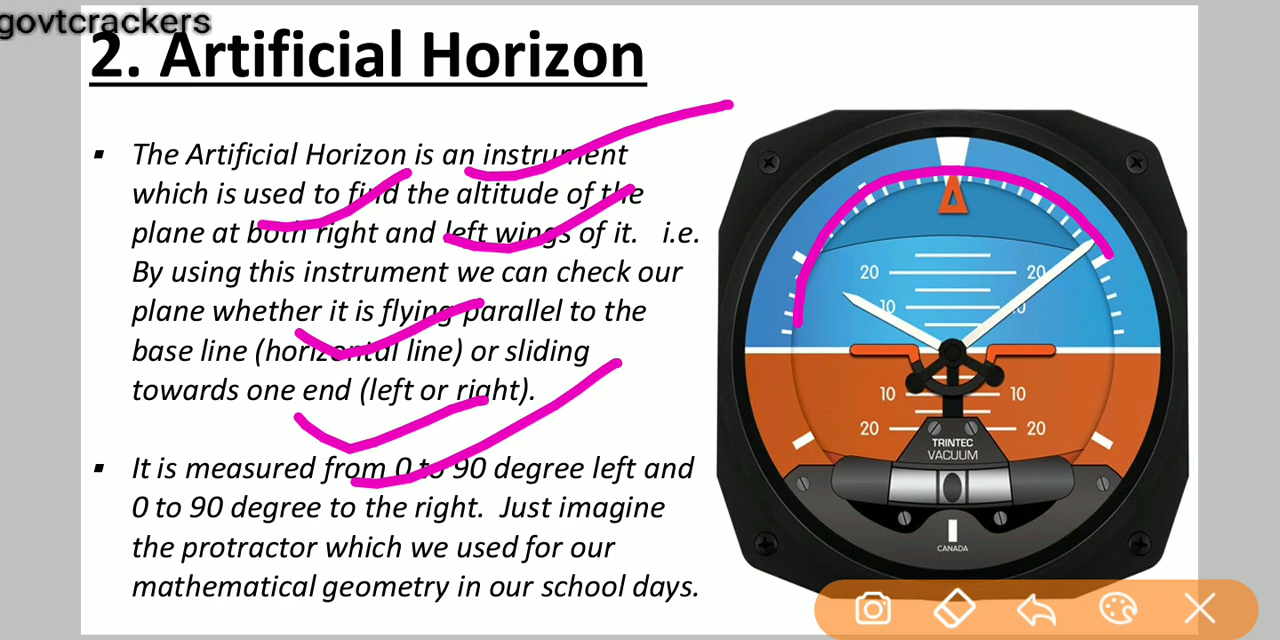 govtcrackers
2. Artificial Horizon
▪ The Artificial Horizon is an instrument
which is used to find the altitude of the
plane at both right and left wings of it. i.e.
By using this instrument we can check our
plane whether it is flying parallel to the
base line (horizontal line) or sliding
towards one end (left or right).
▪ It is measured from 0 to 90 degree left and
0 to 90 degree to the right. Just imagine
the protractor which we used for our
mathematical geometry in our school days.
20 20
10
10 10
20 20
TRINTEC
VACUUM
CANADA